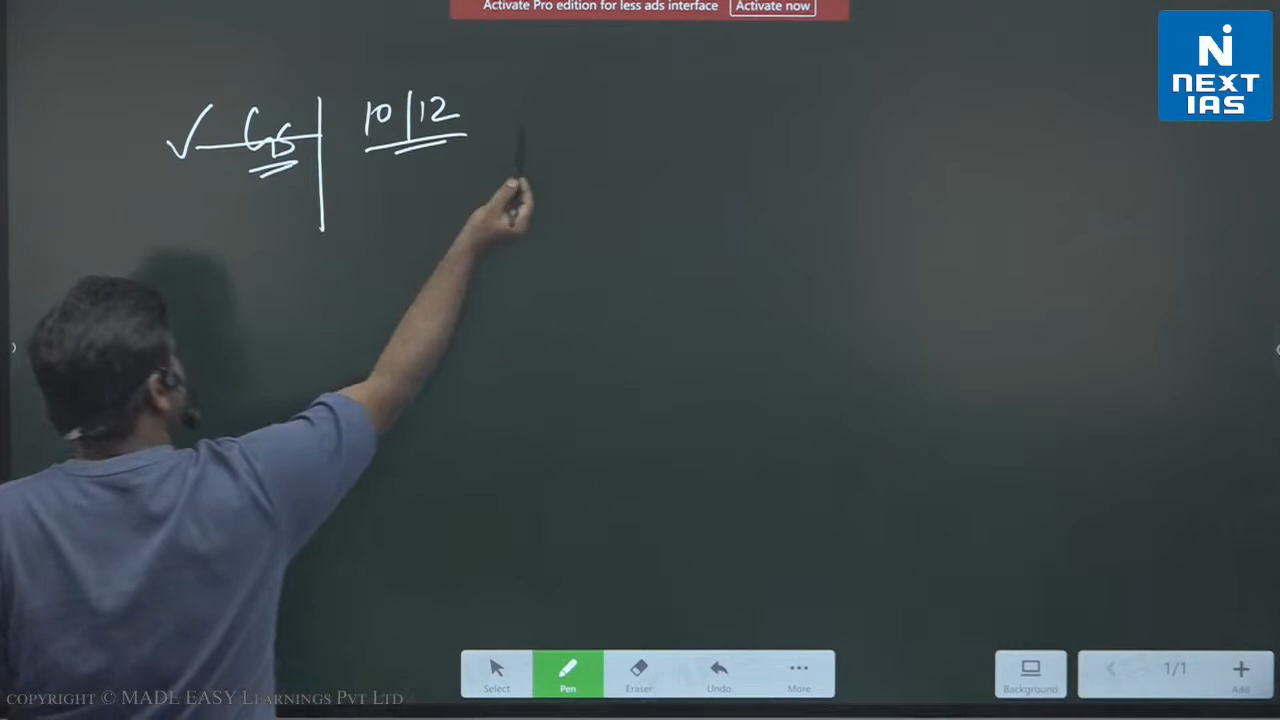 Activate Pro edition for less ads interface Activate now
NEXT
IAS
✓ GS 10|12
Select Pen Eraser Undo More
Background 1/1 Add
COPYRIGHT © MADE EASY LEARNINGS PVT LTD